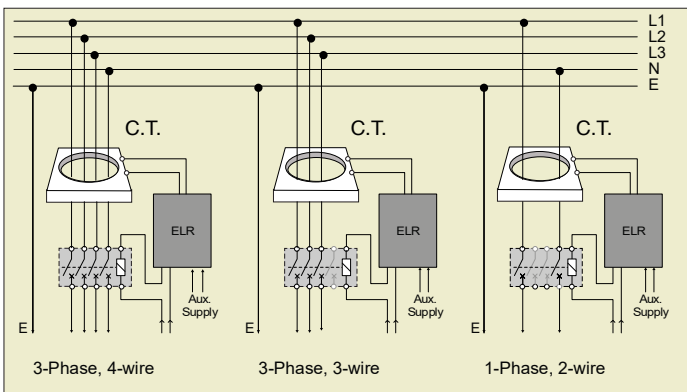 L1
L2
L3
N
E
C.T.
C.T.
C.T.
ELR
ELR
ELR
Aux.
Supply
Aux.
Supply
Aux.
Supply
E
E
E
3-Phase, 4-wire
3-Phase, 3-wire
1-Phase, 2-wire